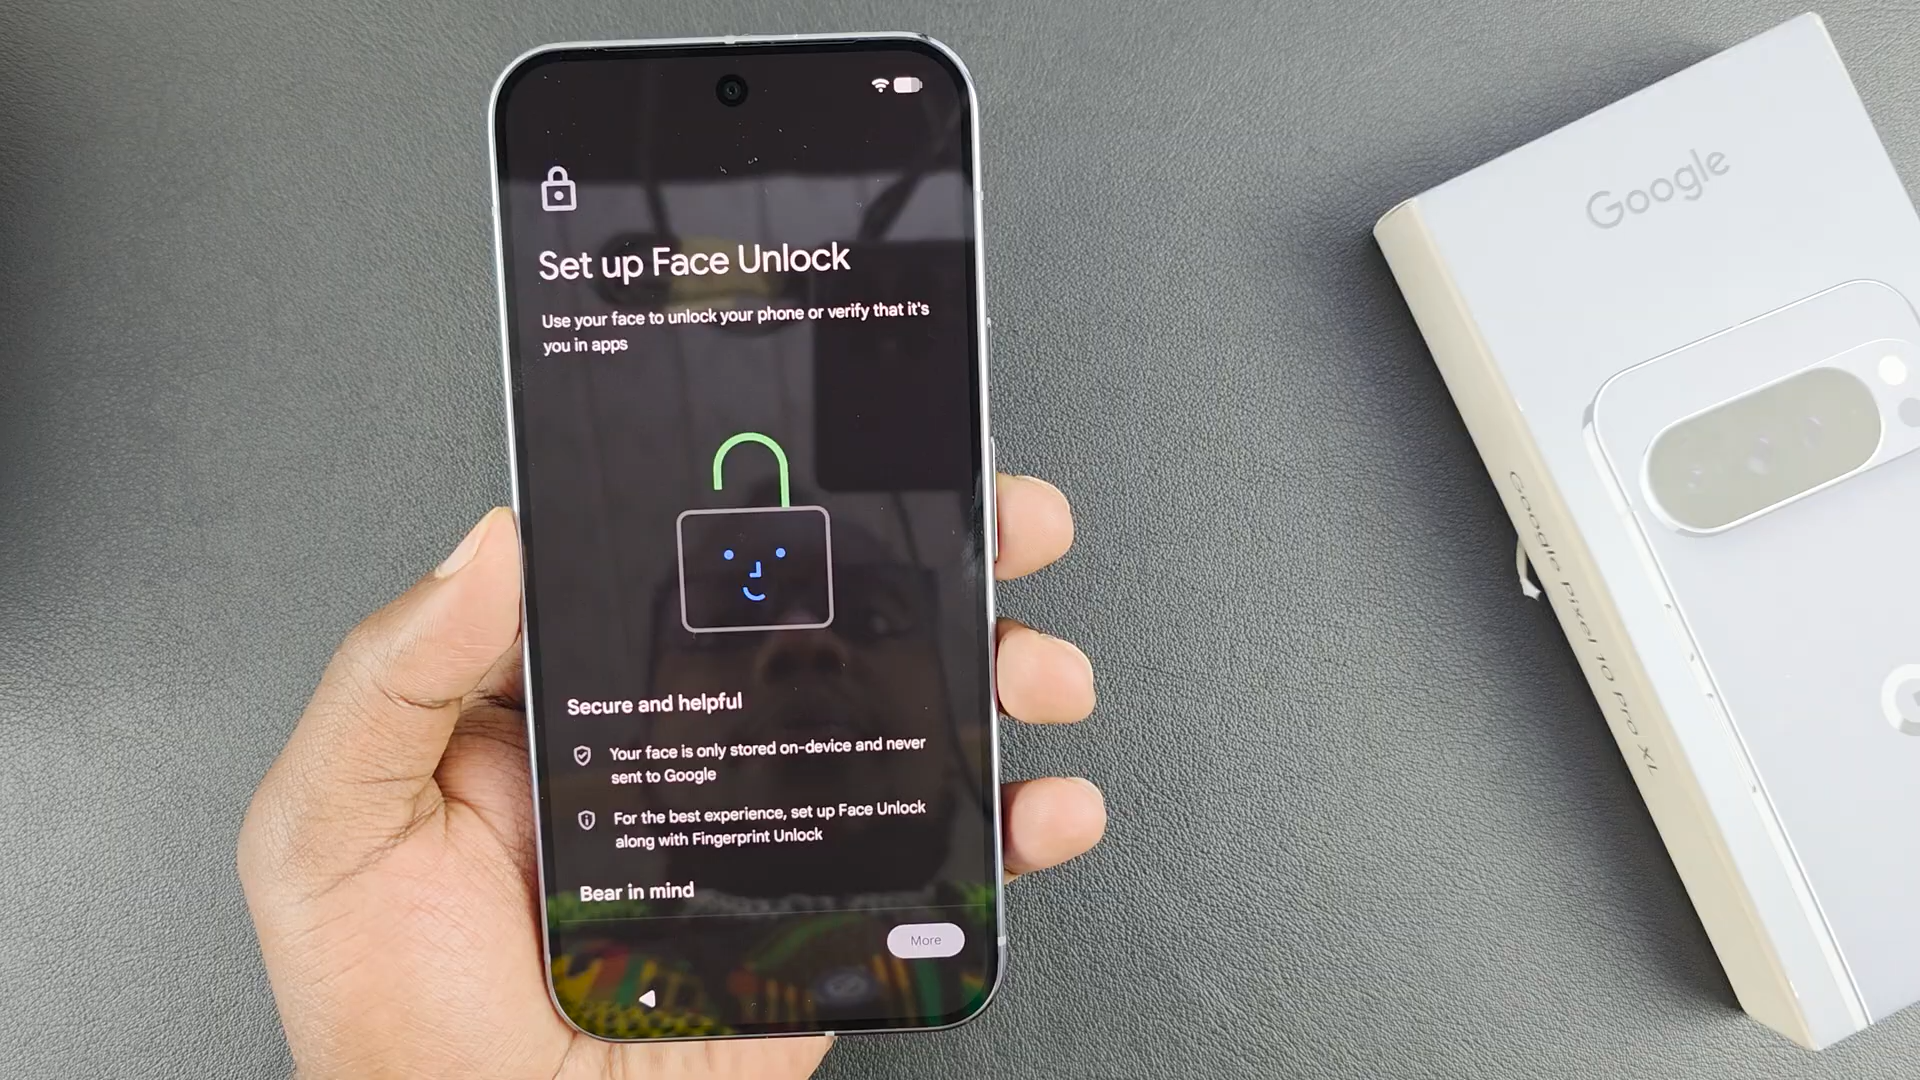 Set up Face Unlock
Use your face to unlock your phone or verify that it's
you in apps
Secure and helpful
Your face is only stored on-device and never
sent to Google
For the best experience, set up Face Unlock
along with Fingerprint Unlock
Bear in mind
More
Google
Google Pixel 10 Pro XL